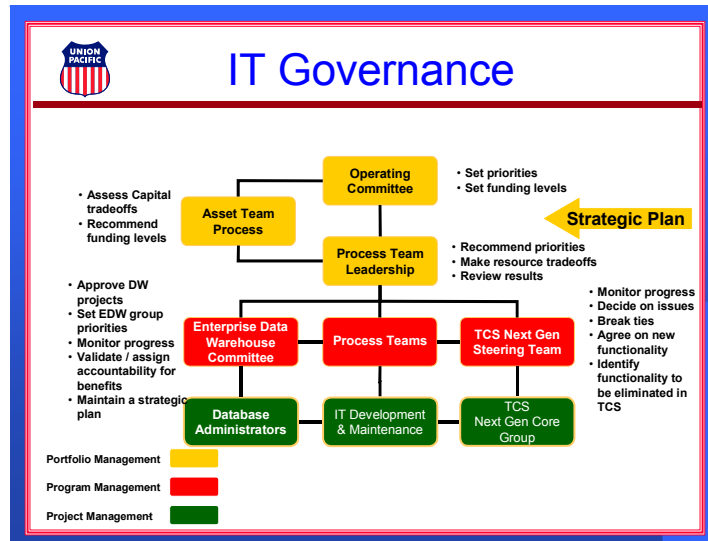 UNION
PACIFIC
IT Governance
Operating
Committee
• Set priorities
• Set funding levels
• Assess Capital
tradeoffs
• Recommend
funding levels
Asset Team
Process
Strategic Plan
Process Team
Leadership
• Recommend priorities
• Make resource tradeoffs
• Review results
• Approve DW
projects
• Set EDW group
priorities
• Monitor progress
• Validate / assign
accountability for
benefits
• Maintain a strategic
plan
Enterprise Data
Warehouse
Committee
Process Teams
TCS Next Gen
Steering Team
• Monitor progress
• Decide on issues
• Break ties
• Agree on new
functionality
• Identify
functionality to
be eliminated in
TCS
Database
Administrators
IT Development
& Maintenance
TCS
Next Gen Core
Group
Portfolio Management
Program Management
Project Management